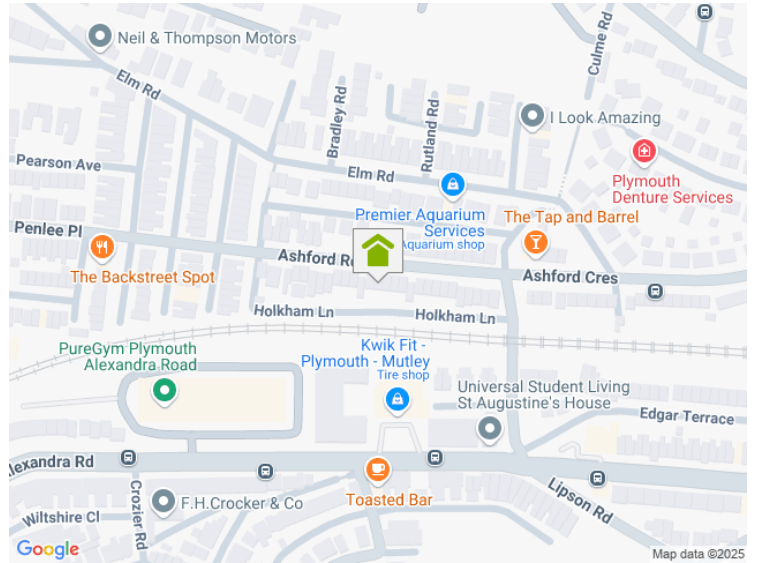 Neil & Thompson Motors
Culme Rd
Elm Rd
Bradley Rd
Rutland Rd
I Look Amazing
Pearson Ave
Elm Rd
Plymouth
Denture Services
Premier Aquarium
Services
Aquarium shop
The Tap and Barrel
Penlee Pl
The Backstreet Spot
Ashford R
Ashford Cres
Holkham Ln
Holkham Ln
PureGym Plymouth
Alexandra Road
Kwik Fit -
Plymouth - Mutley
Tire shop
Universal Student Living
St Augustine's House
Edgar Terrace
lexandra Rd
Toasted Bar
F.H.Crocker & Co
Crozier Rd
Lipson Rd
Wiltshire Cl
Google
Map data ©2025